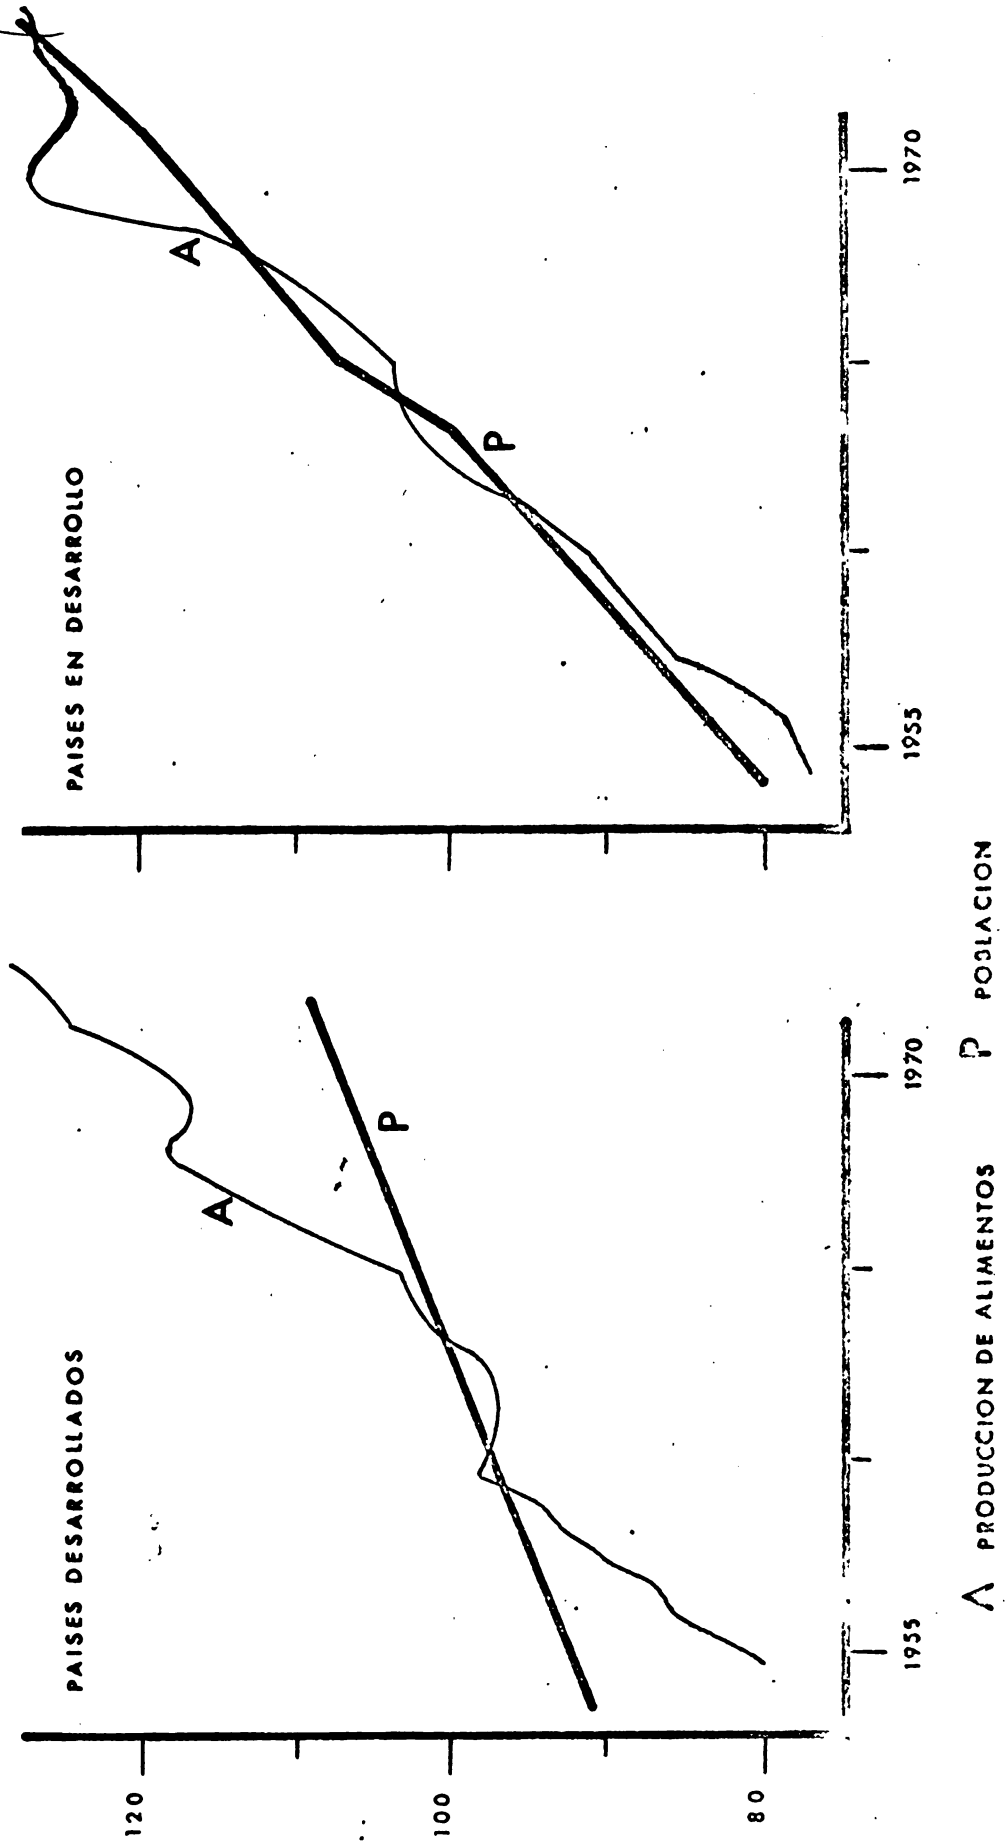 PAISES DESARROLLADOS
PAISES EN DESARROLLO
120
100
80
A
P
A
P
1955
1970
1955
1970
A PRODUCCION DE ALIMENTOS
P POBLACION